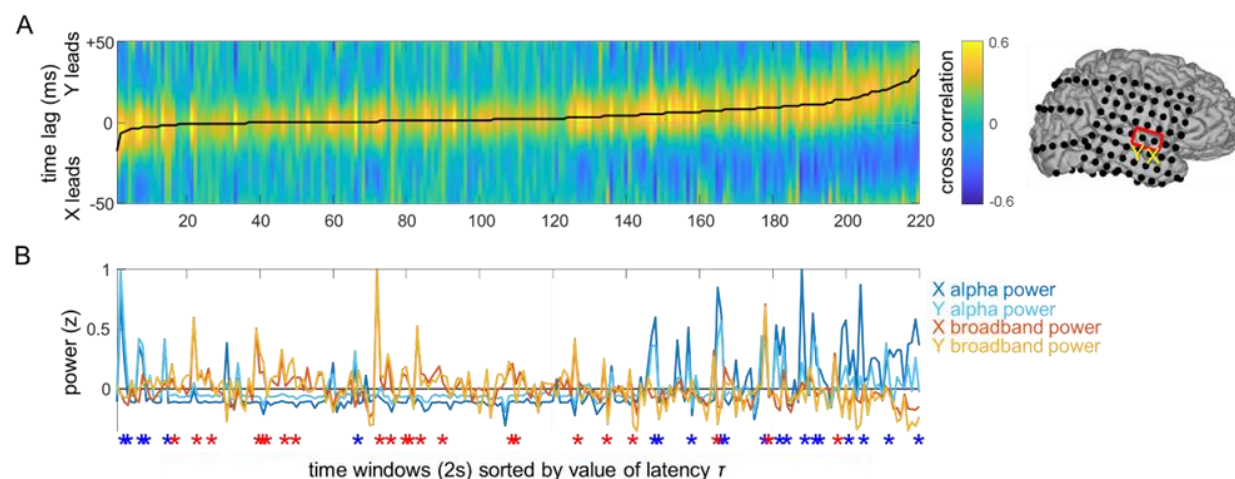 A
+50
Y leads
time lag (ms)
0
X leads
-50
20 40 60 80 100 120 140 160 180 200 220
0.6
0
-0.6
cross correlation
Y X
B
1
0.5
0
power (z)
X alpha power
Y alpha power
X broadband power
Y broadband power
time windows (2s) sorted by value of latency τ